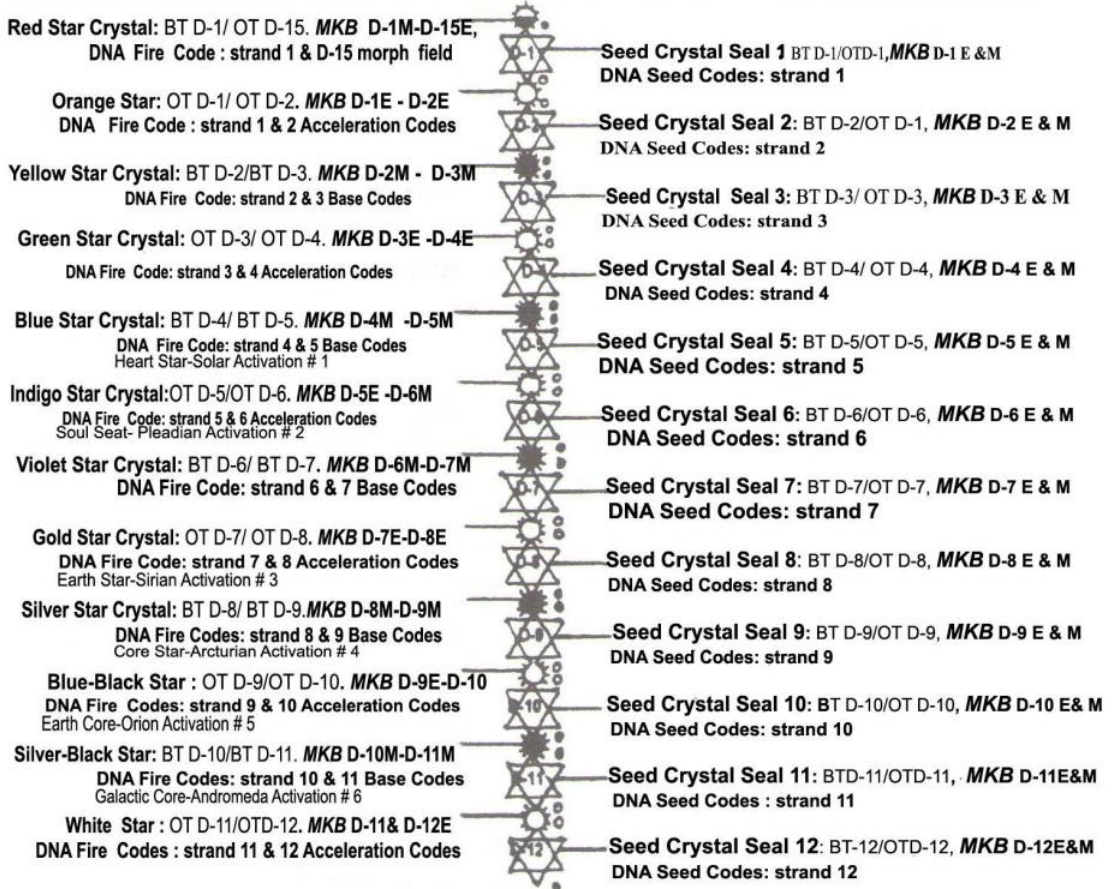 Red Star Crystal: BT D-1/ OT D-15. MKB D-1M-D-15E,
DNA Fire Code : strand 1 & D-15 morph field
Orange Star: OT D-1/ OT D-2. MKB D-1E - D-2E
DNA Fire Code : strand 1 & 2 Acceleration Codes
Yellow Star Crystal: BT D-2/BT D-3. MKB D-2M - D-3M
DNA Fire Code: strand 2 & 3 Base Codes
Green Star Crystal: OT D-3/ OT D-4. MKB D-3E -D-4E
DNA Fire Code: strand 3 & 4 Acceleration Codes
Blue Star Crystal: BT D-4/ BT D-5. MKB D-4M -D-5M
DNA Fire Code: strand 4 & 5 Base Codes
Heart Star-Solar Activation # 1
Indigo Star Crystal:OT D-5/OT D-6. MKB D-5E -D-6M
DNA Fire Code: strand 5 & 6 Acceleration Codes
Soul Seat- Pleadian Activation # 2
Violet Star Crystal: BT D-6/ BT D-7. MKB D-6M-D-7M
DNA Fire Code: strand 6 & 7 Base Codes
Gold Star Crystal: OT D-7/ OT D-8. MKB D-7E-D-8E
DNA Fire Code: strand 7 & 8 Acceleration Codes
Earth Star-Sirian Activation # 3
Silver Star Crystal: BT D-8/ BT D-9.MKB D-8M-D-9M
DNA Fire Codes: strand 8 & 9 Base Codes
Core Star-Arcturian Activation # 4
Blue-Black Star : OT D-9/OT D-10. MKB D-9E-D-10
DNA Fire Codes: strand 9 & 10 Acceleration Codes
Earth Core-Orion Activation # 5
Silver-Black Star: BT D-10/BT D-11. MKB D-10M-D-11M
DNA Fire Codes: strand 10 & 11 Base Codes
Galactic Core-Andromeda Activation # 6
White Star : OT D-11/OTD-12. MKB D-11& D-12E
DNA Fire Codes : strand 11 & 12 Acceleration Codes
D-1
D-2
D-3
D-4
D-5
D-6
D-7
D-8
D-9
D-10
D-11
D-12
Seed Crystal Seal 1 BT D-1/OTD-1,MKB D-1 E &M
DNA Seed Codes: strand 1
Seed Crystal Seal 2: BT D-2/OT D-1, MKB D-2 E & M
DNA Seed Codes: strand 2
Seed Crystal Seal 3: BT D-3/ OT D-3, MKB D-3 E & M
DNA Seed Codes: strand 3
Seed Crystal Seal 4: BT D-4/ OT D-4, MKB D-4 E & M
DNA Seed Codes: strand 4
Seed Crystal Seal 5: BT D-5/OT D-5, MKB D-5 E & M
DNA Seed Codes: strand 5
Seed Crystal Seal 6: BT D-6/OT D-6, MKB D-6 E & M
DNA Seed Codes: strand 6
Seed Crystal Seal 7: BT D-7/OT D-7, MKB D-7 E & M
DNA Seed Codes: strand 7
Seed Crystal Seal 8: BT D-8/OT D-8, MKB D-8 E & M
DNA Seed Codes: strand 8
Seed Crystal Seal 9: BT D-9/OT D-9, MKB D-9 E & M
DNA Seed Codes: strand 9
Seed Crystal Seal 10: BT D-10/OT D-10, MKB D-10 E& M
DNA Seed Codes: strand 10
Seed Crystal Seal 11: BTD-11/OTD-11, MKB D-11E&M
DNA Seed Codes : strand 11
Seed Crystal Seal 12: BT-12/OTD-12, MKB D-12E&M
DNA Seed Codes: strand 12